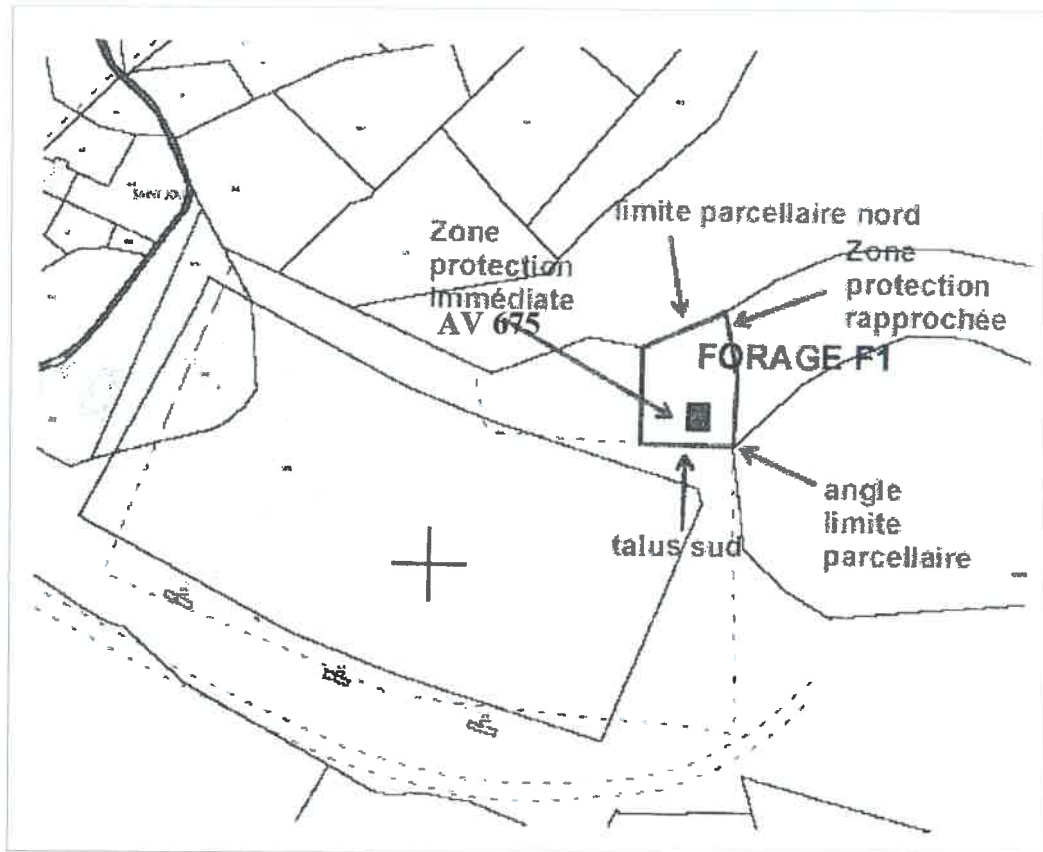 limite parcellaire nord
Zone
protection
immédiate
AV 675
Zone
protection
rapprochée
FORAGE F1
angle
limite
parcellaire
talus sud